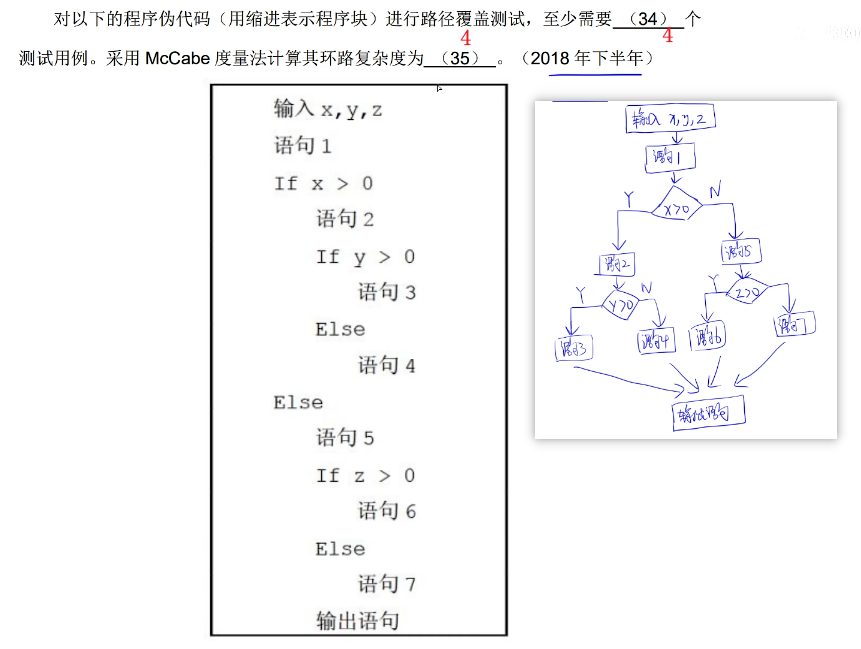 对以下的程序伪代码（用缩进表示程序块）进行路径覆盖测试，至少需要 （34） 个
4
4
测试用例。采用 McCabe 度量法计算其环路复杂度为 （35） 。（2018 年下半年）
输入 x,y,z
语句 1
If x > 0
语句 2
If y > 0
语句 3
Else
语句 4
Else
语句 5
If z > 0
语句 6
Else
语句 7
输出语句
输入 x,y,z
语句1
Y
x>0
N
语句2
语句5
Y
y>0
N
Y
z>0
语句3
语句4
语句6
语句7
输出语句